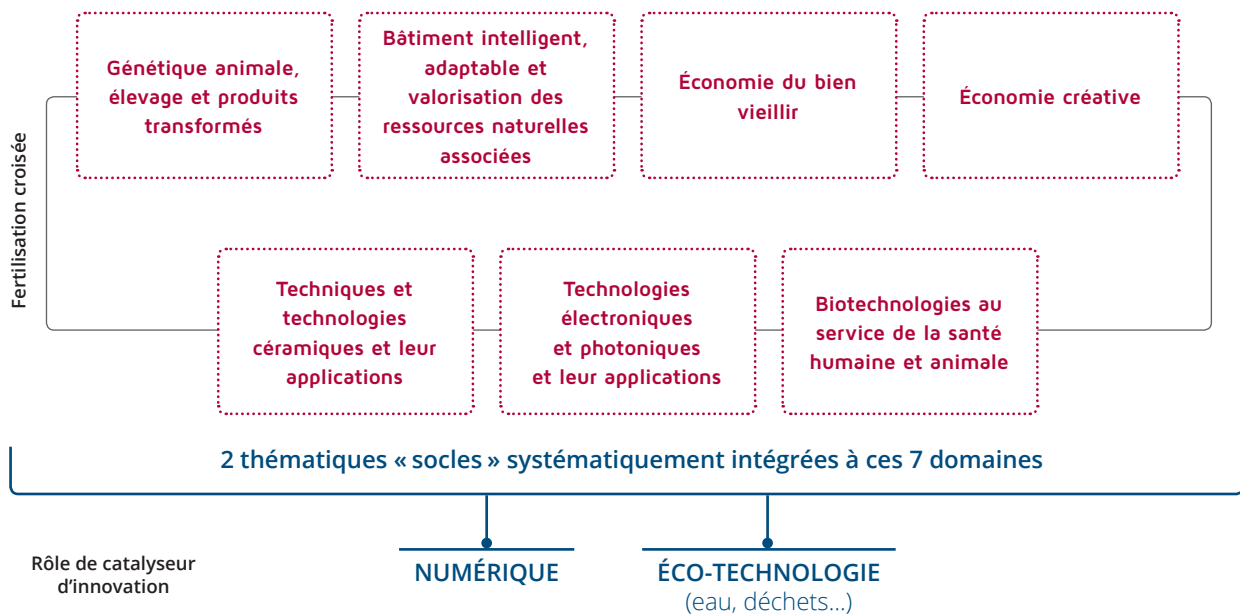 Génétique animale,
élevage et produits
transformés
Bâtiment intelligent,
adaptable et
valorisation des
ressources naturelles
associées
Économie du bien
vieillir
Économie créative
Fertilisation croisée
Techniques et
technologies
céramiques et leur
applications
Technologies
électroniques
et photoniques
et leur applications
Biotechnologies au
service de la santé
humaine et animale
2 thématiques « socles » systématiquement intégrées à ces 7 domaines
Rôle de catalyseur
d'innovation
NUMÉRIQUE
ÉCO-TECHNOLOGIE
(eau, déchets...)